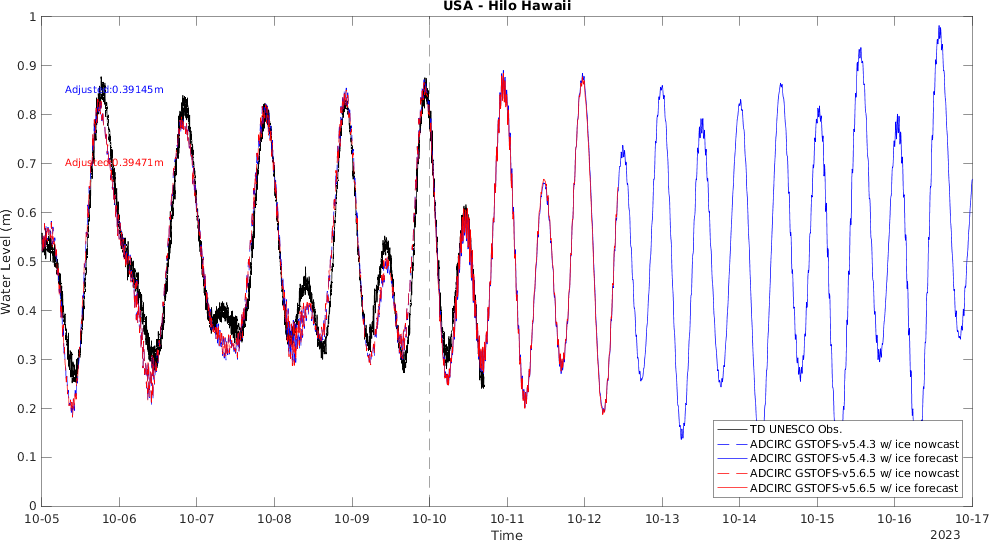 USA - Hilo Hawaii
Water Level (m)
1
0.9
0.8
0.7
0.6
0.5
0.4
0.3
0.2
0.1
0
Adjusted:0.39145m
Adjusted:0.39471m
TD UNESCO Obs.
ADCIRC GSTOFS-v5.4.3 w/ ice nowcast
ADCIRC GSTOFS-v5.4.3 w/ ice forecast
ADCIRC GSTOFS-v5.6.5 w/ ice nowcast
ADCIRC GSTOFS-v5.6.5 w/ ice forecast
10-05 10-06 10-07 10-08 10-09 10-10 10-11 10-12 10-13 10-14 10-15 10-16 10-17
Time
2023